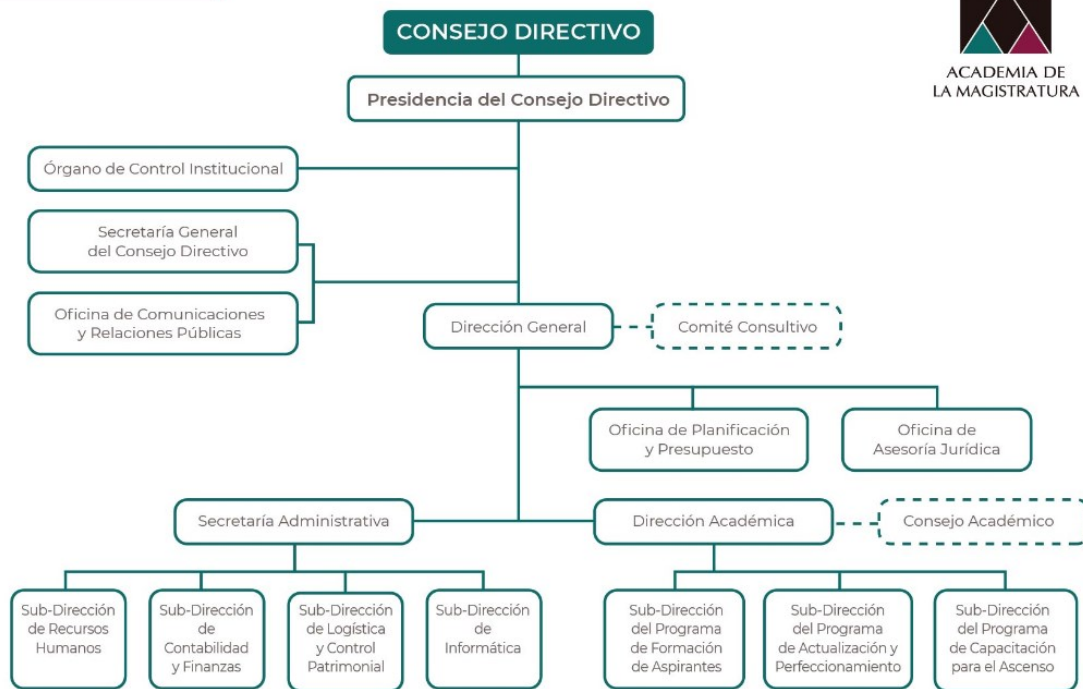 CONSEJO DIRECTIVO
ACADEMIA DE
LA MAGISTRATURA
Presidencia del Consejo Directivo
Órgano de Control Institucional
Secretaría General
del Consejo Directivo
Oficina de Comunicaciones
y Relaciones Públicas
Dirección General
Comité Consultivo
Oficina de Planificación
y Presupuesto
Oficina de
Asesoría Jurídica
Secretaría Administrativa
Dirección Académica
Consejo Académico
Sub-Dirección
de Recursos
Humanos
Sub-Dirección
de
Contabilidad
y Finanzas
Sub-Dirección
de Logística
y Control
Patrimonial
Sub-Dirección
de
Informática
Sub-Dirección
del Programa
de Formación
de Aspirantes
Sub-Dirección
del Programa
de Actualización y
Perfeccionamiento
Sub-Dirección
del Programa
de Capacitación
para el Ascenso